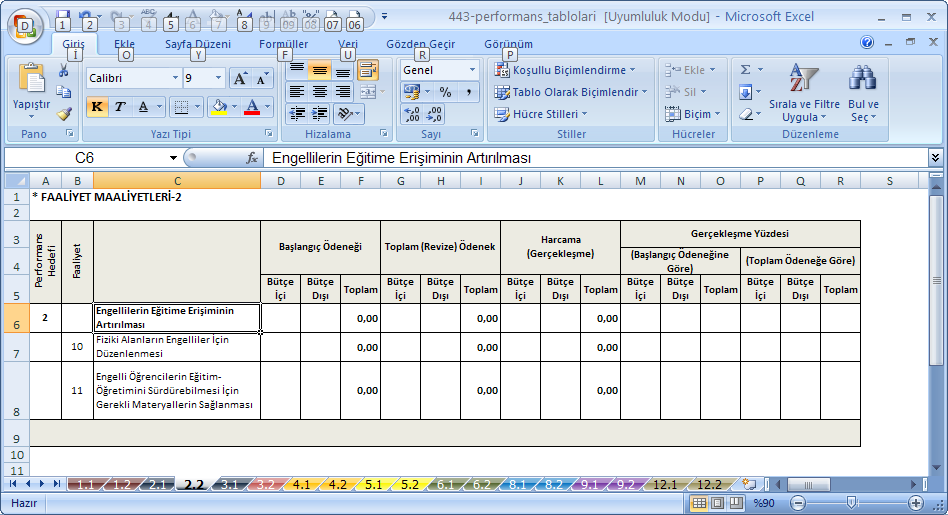 443-performans_tablolari [Uyumluluk Modu] - Microsoft Excel
1 2 3 4 5 6 7 09 08 07 06
Giriş Ekle Sayfa Düzeni Formüller Veri Gözden Geçir Görünüm
İ O Y F U R P
Yapıştır
Pano
Calibri 9
K T A
Yazı Tipi
Hizalama
Genel
Sayı
Koşullu Biçimlendirme
Tablo Olarak Biçimlendir
Hücre Stilleri
Stiller
Ekle
Sil
Biçim
Hücreler
Sırala ve Filtre Uygula
Bul ve Seç
Düzenleme
C6 fx Engellilerin Eğitime Erişiminin Artırılması
A B C D E F G H I J K L M N O P Q R S
1 * FAALİYET MAALİYETLERİ-2
2
3 Performans Hedefi Faaliyet Başlangıç Ödeneği Toplam (Revize) Ödenek Harcama (Gerçekleşme) Gerçekleşme Yüzdesi
4 (Başlangıç Ödeneğine Göre) (Toplam Ödeneğe Göre)
5 Bütçe İçi Bütçe Dışı Toplam Bütçe İçi Bütçe Dışı Toplam Bütçe İçi Bütçe Dışı Toplam Bütçe İçi Bütçe Dışı Toplam Bütçe İçi Bütçe Dışı Toplam
6 2 Engellilerin Eğitime Erişiminin Artırılması 0,00 0,00 0,00
7 10 Fiziki Alanların Engelliler İçin Düzenlenmesi 0,00 0,00 0,00
8 11 Engelli Öğrencilerin Eğitim-Öğretimini Sürdürebilmesi İçin Gerekli Materyallerin Sağlanması 0,00 0,00 0,00
9
10
11
1.1 1.2 2.1 2.2 3.1 3.2 4.1 4.2 5.1 5.2 6.1 6.2 8.1 8.2 9.1 9.2 12.1 12.2
Hazır %90